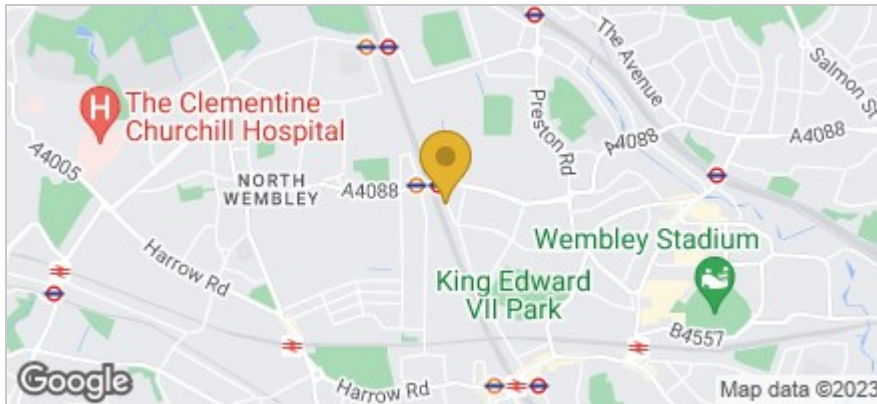 The Avenue
Salmon St
H
The Clementine
Churchill Hospital
Preston Rd
A4088
A4088
A4005
NORTH
WEMBLEY
A4088
Wembley Stadium
Harrow Rd
King Edward
VII Park
B4557
Harrow Rd
Google
Map data ©2023